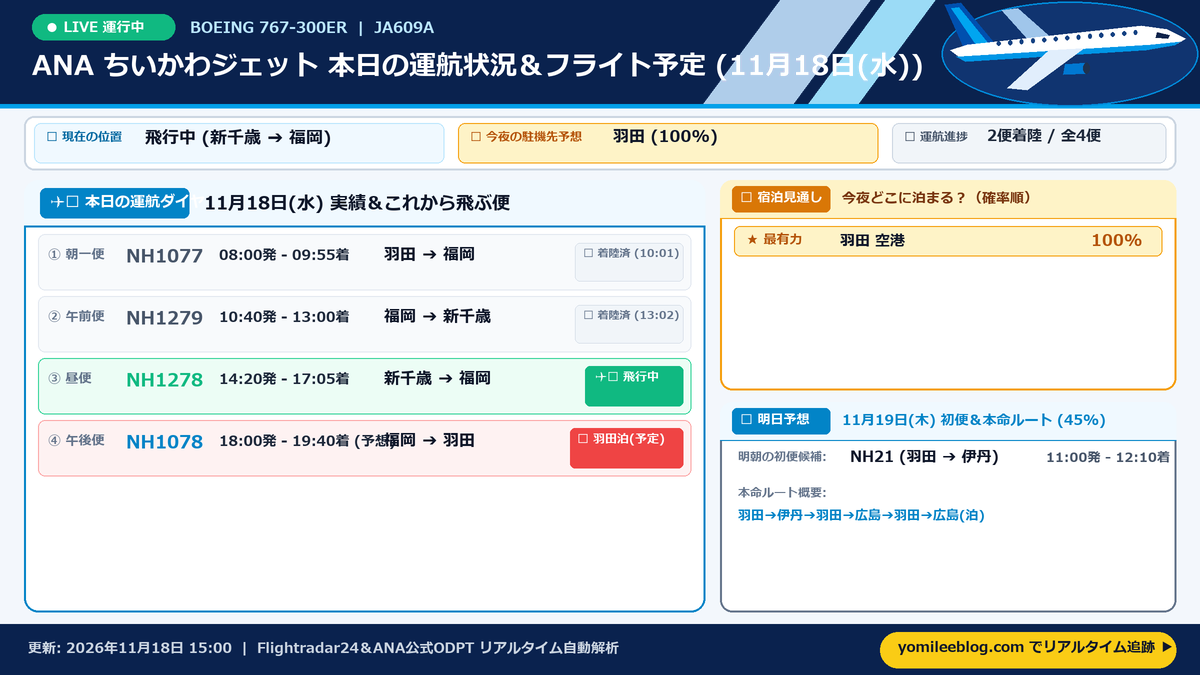 ● LIVE 運行中 BOEING 767-300ER | JA609A
ANA ちいかわジェット 本日の運航状況＆フライト予定 (11月18日(水))
□ 現在の位置 飛行中 (新千歳 → 福岡)
□ 今夜の駐機先予想 羽田 (100%)
□ 運航進捗 2便着陸 / 全4便
✈□ 本日の運航ダイ 11月18日(水) 実績＆これから飛ぶ便
① 朝一便 NH1077 08:00発 - 09:55着 羽田 → 福岡 □ 着陸済 (10:01)
② 午前便 NH1279 10:40発 - 13:00着 福岡 → 新千歳 □ 着陸済 (13:02)
③ 昼便 NH1278 14:20発 - 17:05着 新千歳 → 福岡 ✈□ 飛行中
④ 午後便 NH1078 18:00発 - 19:40着 (予想 福岡 → 羽田 □ 羽田泊(予定)
□ 宿泊見通し 今夜どこに泊まる？（確率順）
★ 最有力 羽田 空港 100%
□ 明日予想 11月19日(木) 初便＆本命ルート (45%)
明朝の初便候補: NH21 (羽田 → 伊丹) 11:00発 - 12:10着
本命ルート概要:
羽田→伊丹→羽田→広島→羽田→広島(泊)
更新: 2026年11月18日 15:00 | Flightradar24＆ANA公式ODPT リアルタイム自動解析
yomileeblog.com でリアルタイム追跡 ▶